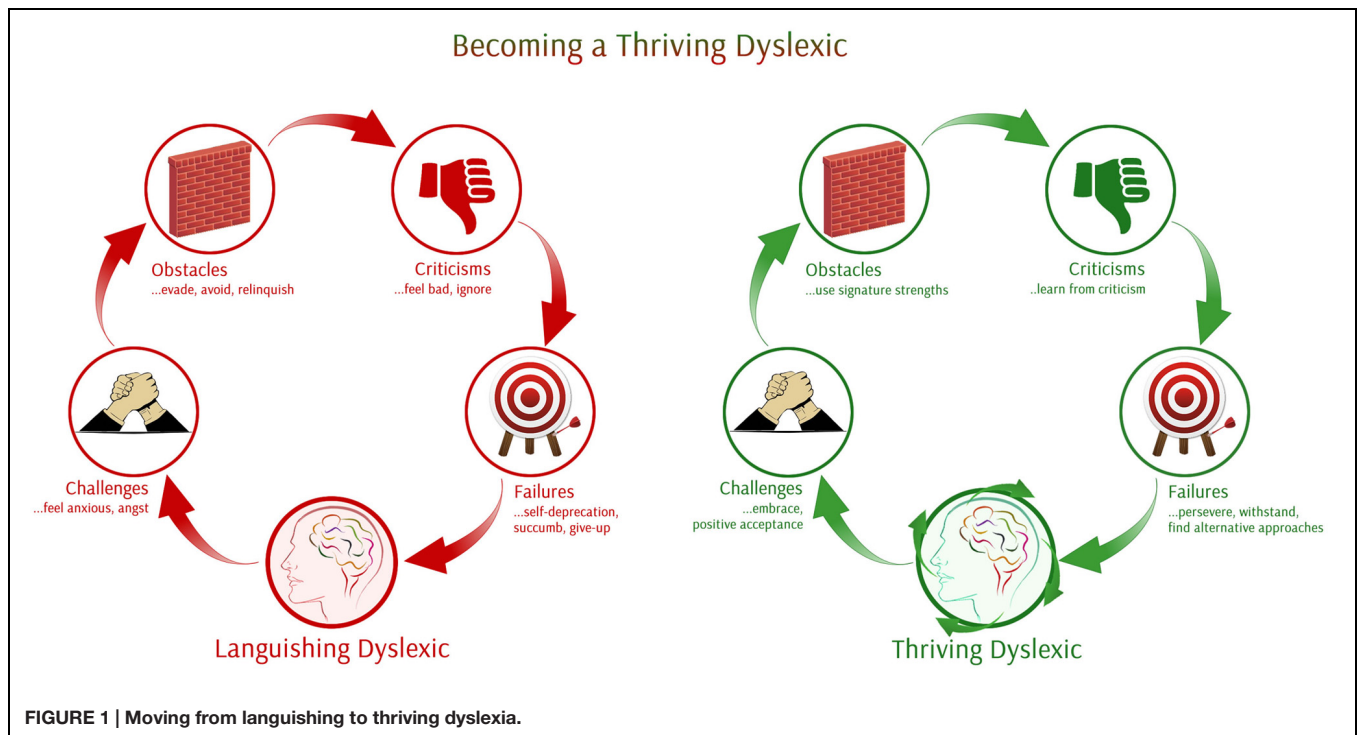 Becoming a Thriving Dyslexic
Obstacles
...evade, avoid, relinquish
Criticisms
...feel bad, ignore
Challenges
...feel anxious, angst
Failures
...self-deprecation,
succumb, give-up
Languishing Dyslexic
Obstacles
...use signature strengths
Criticisms
..learn from criticism
Challenges
...embrace,
positive acceptance
Failures
...persevere, withstand,
find alternative approaches
Thriving Dyslexic
FIGURE 1 | Moving from languishing to thriving dyslexia.